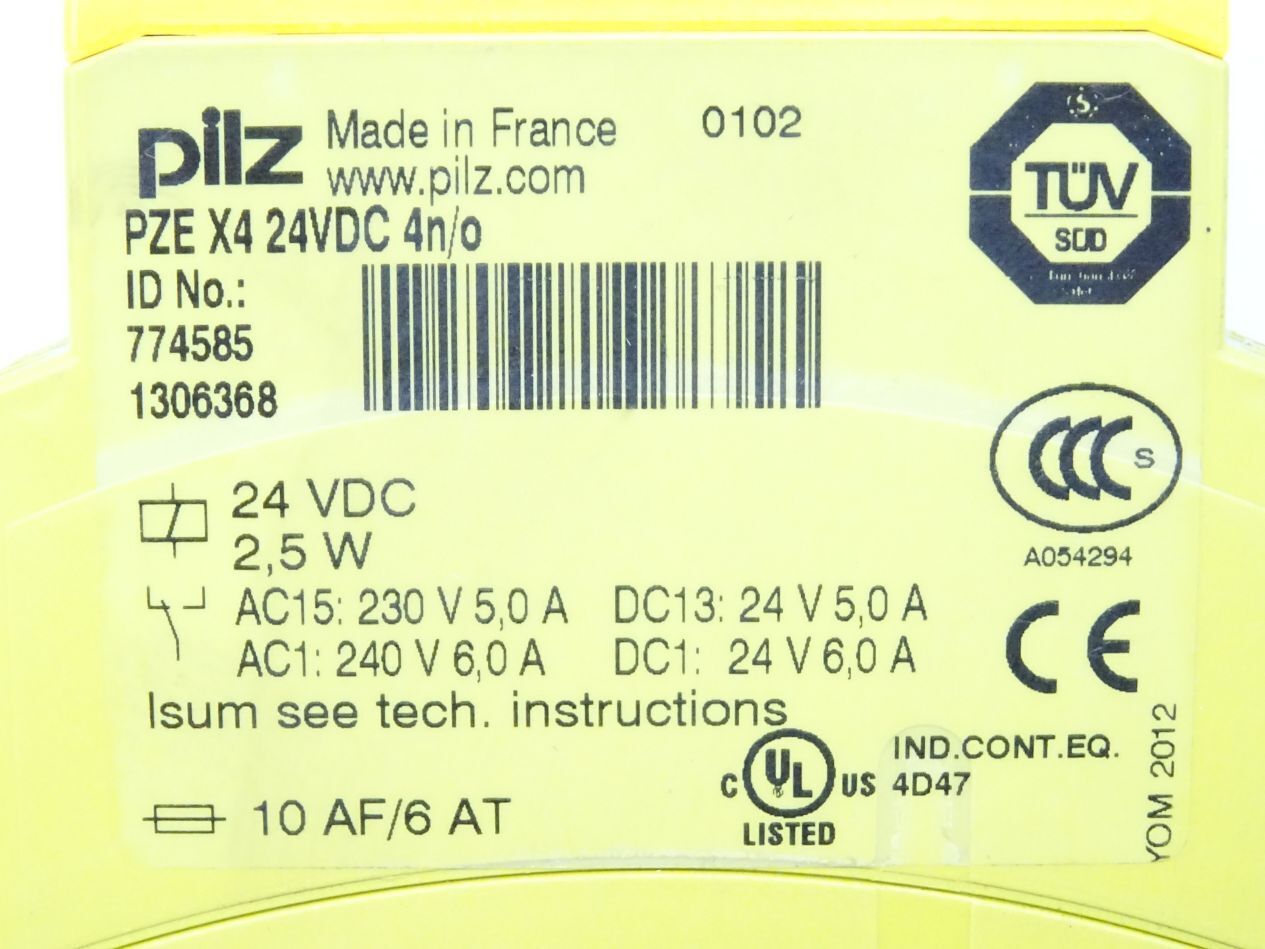 pilz Made in France 0102
www.pilz.com
PZE X4 24VDC 4n/o
ID No.:
774585
1306368
TÜV
SÜD
CCC S
A054294
24 VDC
2,5 W
AC15: 230 V 5,0 A DC13: 24 V 5,0 A
AC1: 240 V 6,0 A DC1: 24 V 6,0 A
Isum see tech. instructions
CE
10 AF/6 AT
C UL US
LISTED
IND.CONT.EQ.
4D47
YOM 2012